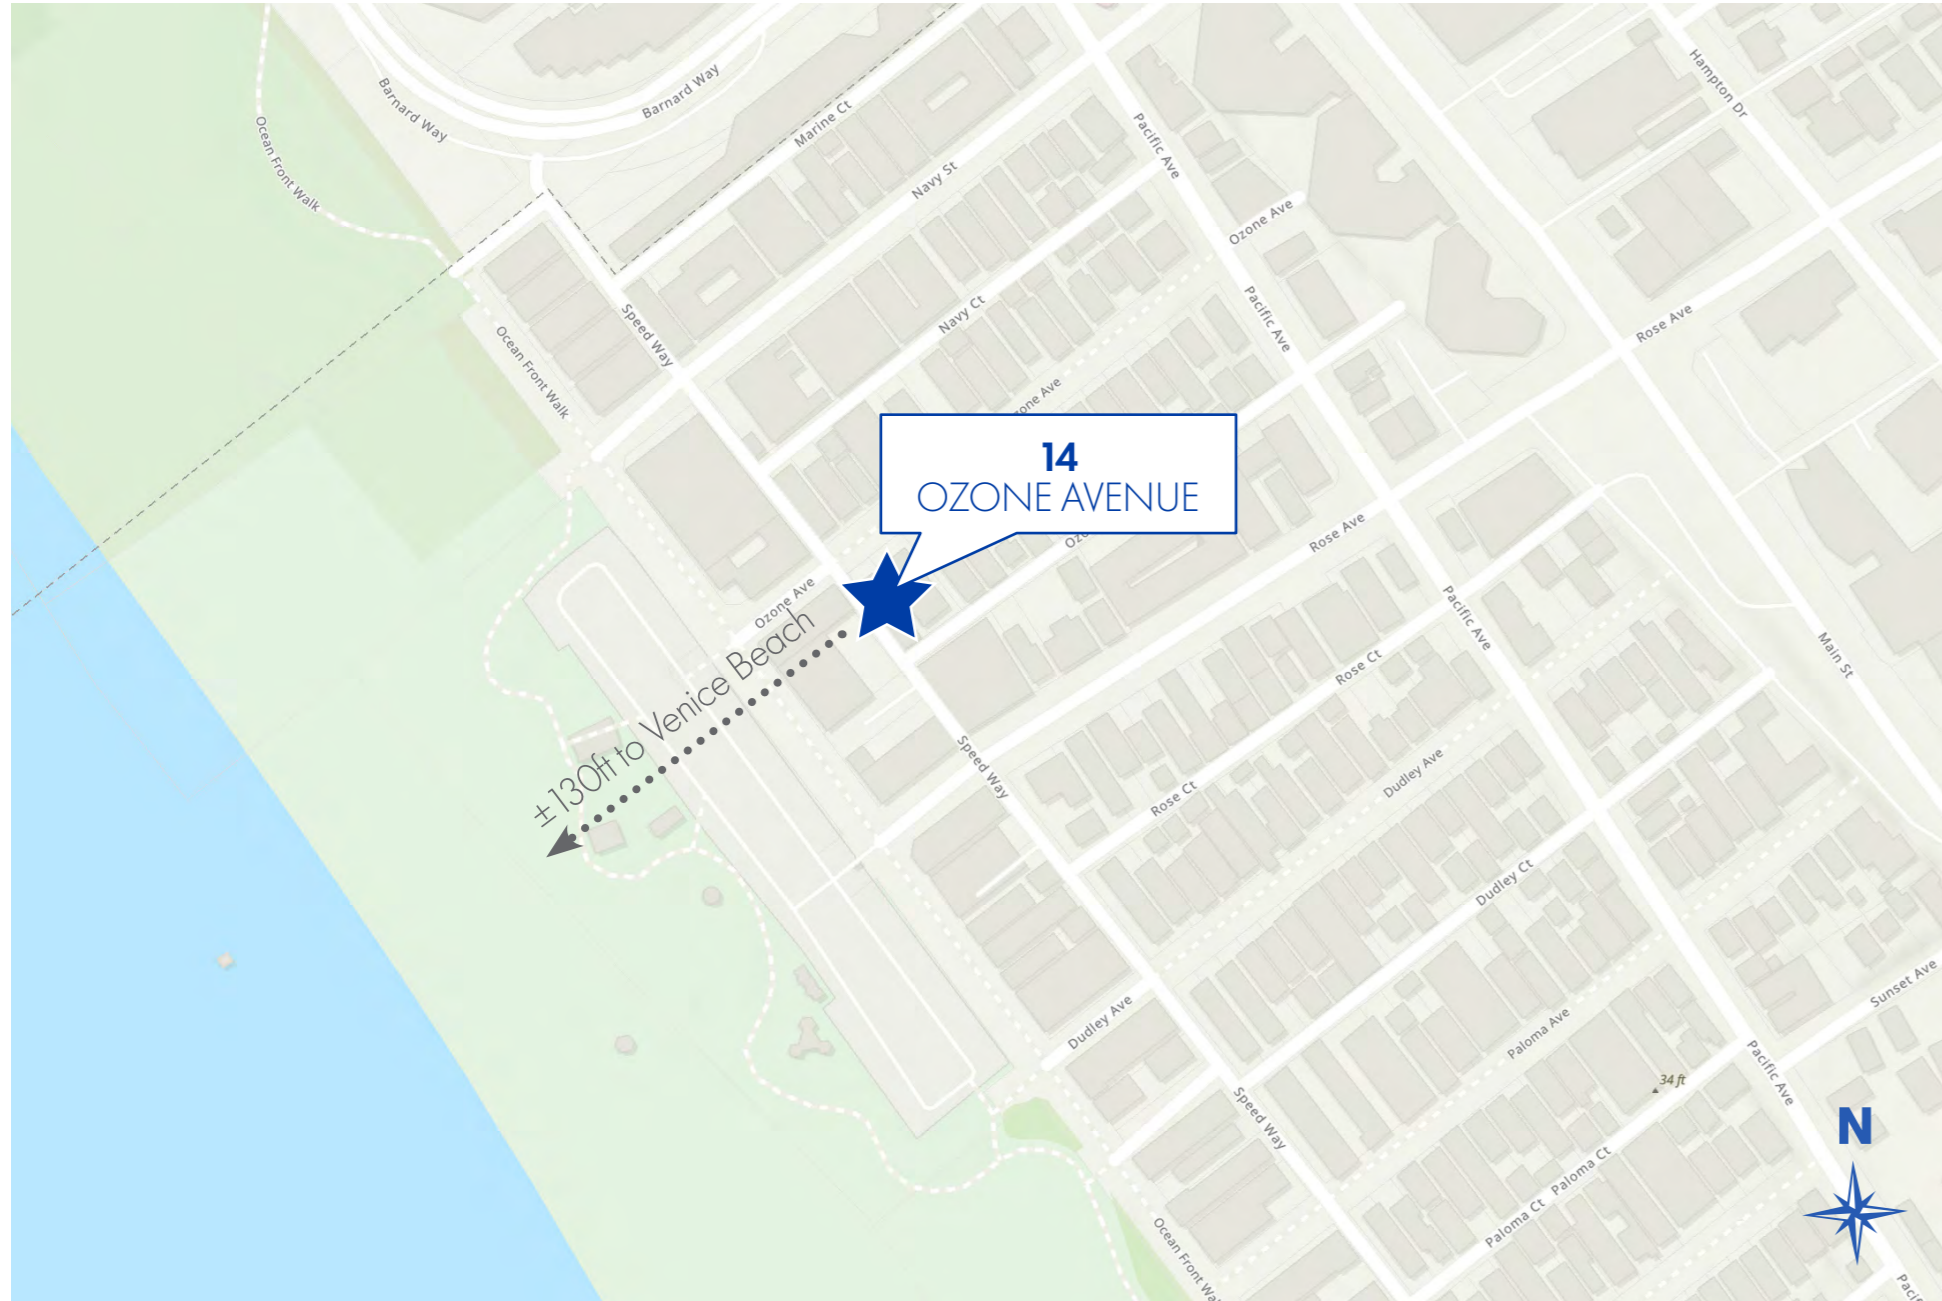 Hampton Dr
Barnard Way
Barnard Way
Marine Ct
Ocean Front Walk
Pacific Ave
Navy St
Ozone Ave
Navy Ct
Pacific Ave
Speed Way
Rose Ave
Ocean Front Walk
14
OZONE AVENUE
Rose Ave
Ozone Ave
Pacific Ave
±130ft to Venice Beach
Main St
Rose Ct
Speed Way
Dudley Ave
Rose Ct
Dudley Ct
Sunset Ave
Dudley Ave
Paloma Ave
Pacific Ave
34 ft
Speed Way
N
Paloma Ct
Paloma Ct
Ocean Front